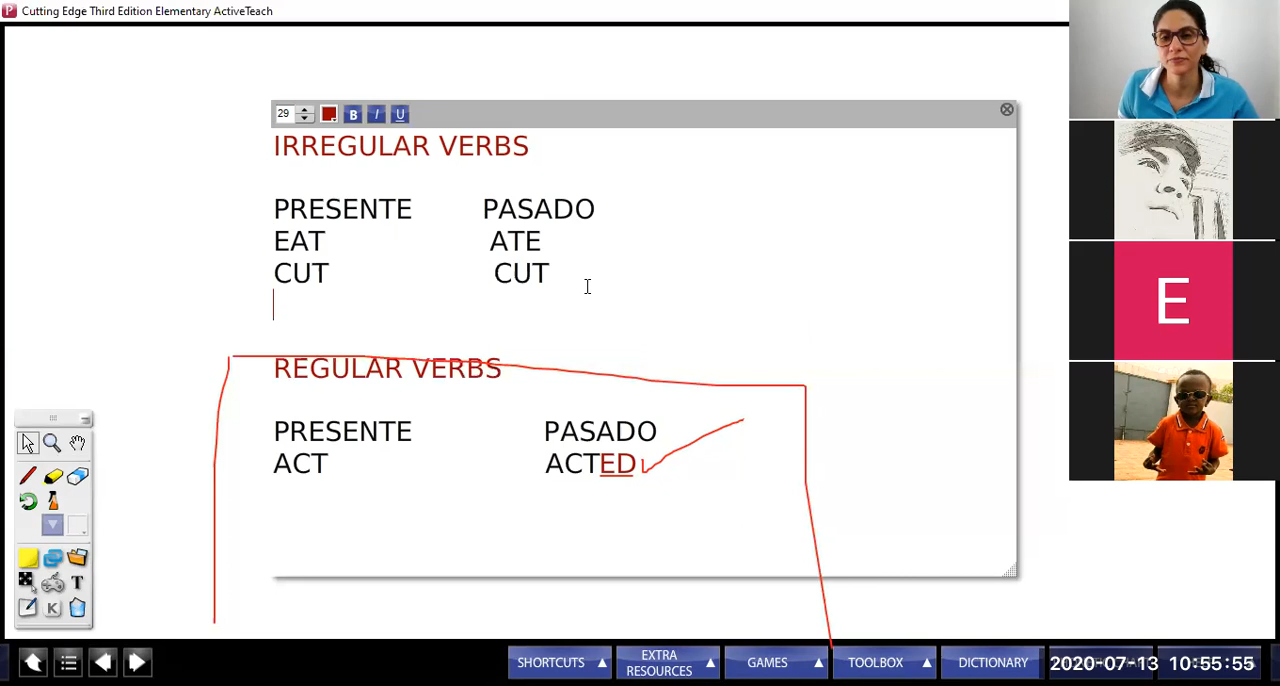 Cutting Edge Third Edition Elementary ActiveTeach
29 B I U
IRREGULAR VERBS
PRESENTE PASADO
EAT ATE
CUT CUT
REGULAR VERBS
PRESENTE PASADO
ACT ACTED
E
T
K
SHORTCUTS
EXTRA
RESOURCES
GAMES
TOOLBOX
DICTIONARY
2020-07-13 10:55:55